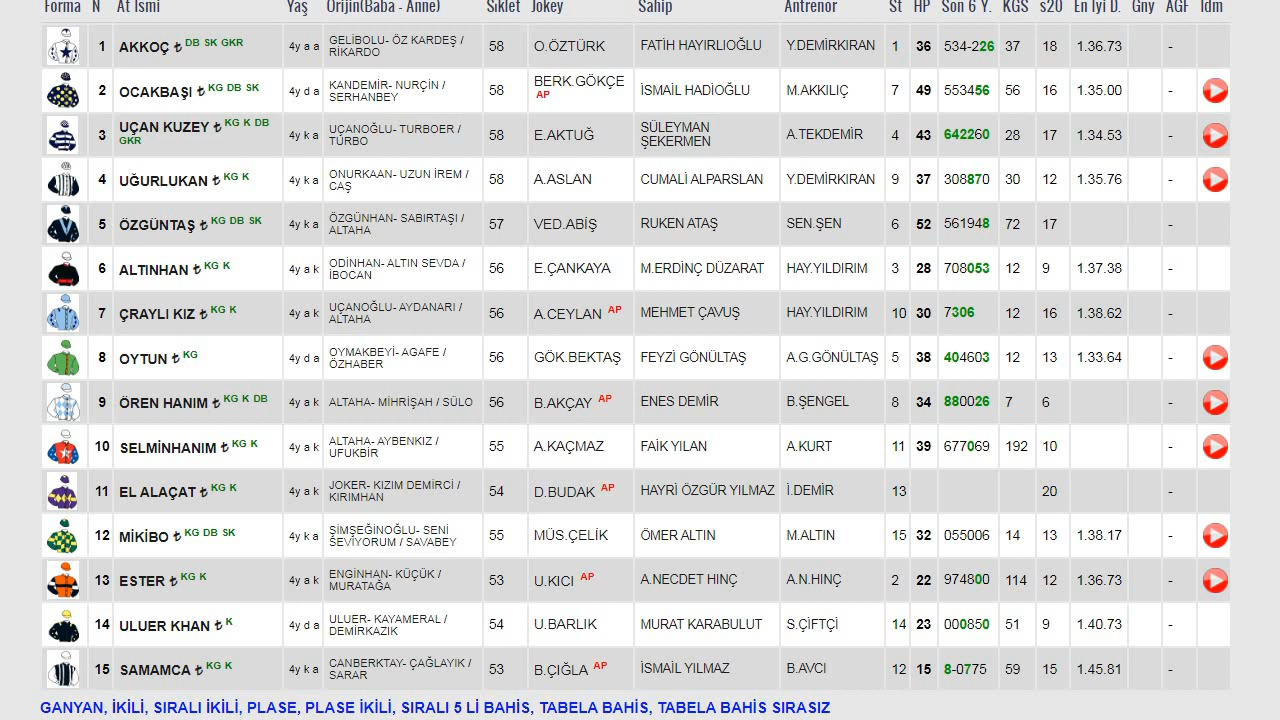 Forma N At İsmi Yaş Orijin(Baba - Anne) Sıklet Jokey Sahip Antrenör St HP Son 6 Y. KGS s20 En İyi D. Gny AGF İdm
1 AKKOÇ ₺ DB SK GKR 4y a a GELİBOLU- ÖZ KARDEŞ / RİKARDO 58 O.ÖZTÜRK FATİH HAYIRLIOĞLU Y.DEMİRKIRAN 1 36 534-226 37 18 1.36.73 -
2 OCAKBAŞI ₺ KG DB SK 4y d a KANDEMİR- NURÇİN / SERHANBEY 58 BERK GÖKÇE AP İSMAİL HADİOĞLU M.AKKILIÇ 7 49 553456 56 16 1.35.00 -
3 UÇAN KUZEY ₺ KG K DB GKR 4y k a UÇANOĞLU- TURBOER / TURBO 58 E.AKTUĞ SÜLEYMAN ŞEKERMEN A.TEKDEMİR 4 43 642260 28 17 1.34.53 -
4 UĞURLUKAN ₺ KG K 4y k a ONURKAAN- UZUN İREM / CAŞ 58 A.ASLAN CUMALİ ALPARSLAN Y.DEMİRKIRAN 9 37 308870 30 12 1.35.76 -
5 ÖZGÜNTAŞ ₺ KG DB SK 4y k a ÖZGÜNHAN- SABIRTAŞI / ALTAHA 57 VED.ABİŞ RUKEN ATAŞ SEN.ŞEN 6 52 561948 72 17 -
6 ALTINHAN ₺ KG K 4y a k ODİNHAN- ALTIN SEVDA / İBOCAN 56 E.ÇANKAYA M.ERDİNÇ DÜZARAT HAY.YILDIRIM 3 28 708053 12 9 1.37.38 -
7 ÇRAYLI KIZ ₺ KG K 4y a k UÇANOĞLU- AYDANARI / ALTAHA 56 A.CEYLAN AP MEHMET ÇAVUŞ HAY.YILDIRIM 10 30 7306 12 16 1.38.62 -
8 OYTUN ₺ KG 4y d a OYMAKBEYİ- AGAFE / ÖZHABER 56 GÖK.BEKTAŞ FEYZİ GÖNÜLTAŞ A.G.GÖNÜLTAŞ 5 38 404603 12 13 1.33.64 -
9 ÖREN HANIM ₺ KG K DB 4y a k ALTAHA- MİHRİŞAH / SÜLO 56 B.AKÇAY AP ENES DEMİR B.ŞENGEL 8 34 880026 7 6 -
10 SELMİNHANIM ₺ KG K 4y a k ALTAHA- AYBENKIZ / UFUKBİR 56 A.KAÇMAZ FAİK YILAN A.KURT 11 39 677069 192 10 -
11 EL ALAÇAT ₺ KG K 4y a k JOKER- KIZIM DEMİRCİ / KIRIMHAN 54 D.BUDAK AP HAYRİ ÖZGÜR YILMAZ İ.DEMİR 13 20 -
12 MİKİBO ₺ KG DB SK 4y k a ŞİMŞEĞİNOĞLU- SENİ SEVİYORUM / SAVABEY 55 MÜS.ÇELİK ÖMER ALTIN M.ALTIN 15 32 055006 14 13 1.38.17 -
13 ESTER ₺ KG K 4y a k ENGİNHAN- KÜÇÜK / MURATAĞA 53 U.KICI AP A.NECDET HINÇ A.N.HINÇ 2 22 974800 114 12 1.36.73 -
14 ULUER KHAN ₺ K 4y d a ULUER- KAYAMERAL / DEMİRKAZIK 54 U.BARLIK MURAT KARABULUT S.ÇİFTÇİ 14 23 000850 51 9 1.40.73 -
15 SAMAMCA ₺ KG K 4y k a CANBERKTAY- ÇAĞLAYIK / SARAR 53 B.ÇIĞLA AP İSMAİL YILMAZ B.AVCI 12 15 8-0775 59 15 1.45.81 -
GANYAN, İKİLİ, SIRALI İKİLİ, PLASE, PLASE İKİLİ, SIRALI 5 Lİ BAHİS, TABELA BAHİS, TABELA BAHİS SIRASIZ